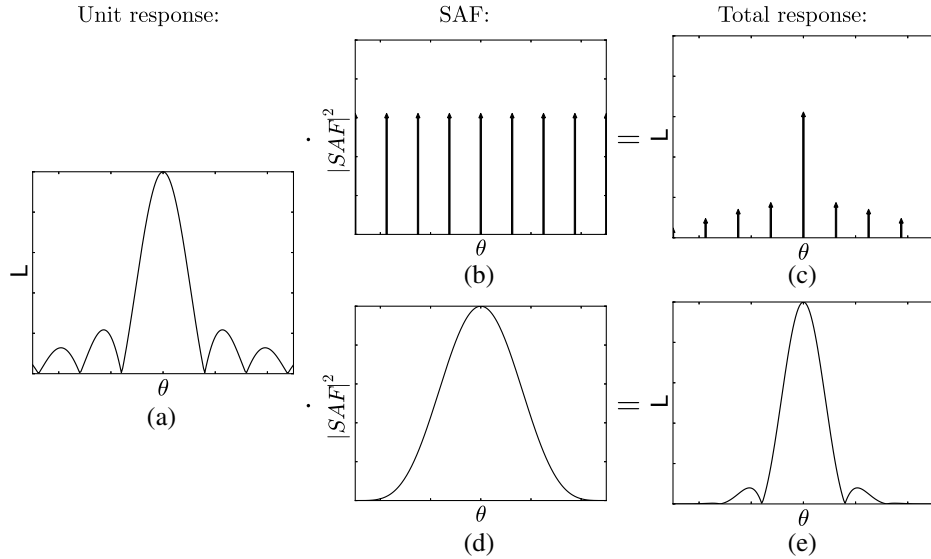 Unit response:
SAF:
Total response:
|SAF|²
θ
(b)
=
L
θ
(c)
·
L
θ
(a)
·
|SAF|²
θ
(d)
=
L
θ
(e)